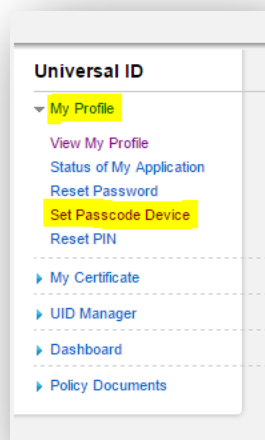 Universal ID
My Profile
View My Profile
Status of My Application
Reset Password
Set Passcode Device
Reset PIN
My Certificate
UID Manager
Dashboard
Policy Documents